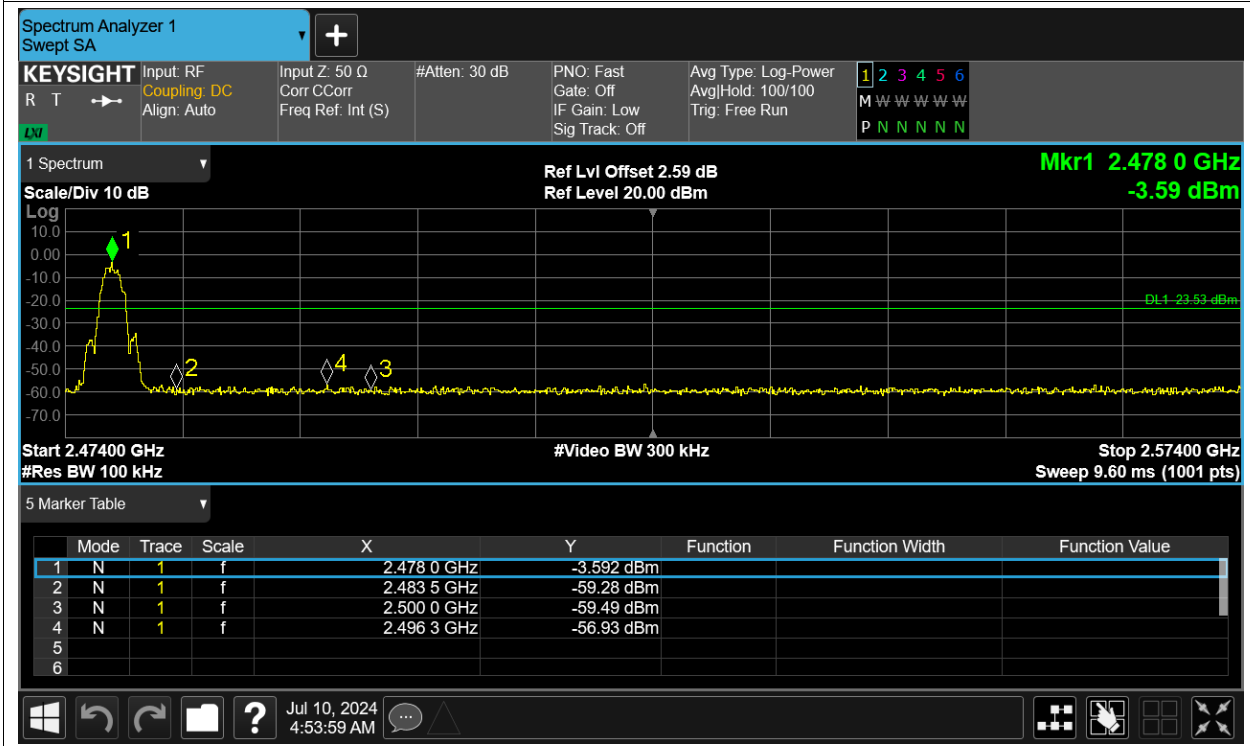 Spectrum Analyzer 1
Swept SA
KEYSIGHT Input: RF Input Z: 50 Ω #Atten: 30 dB PNO: Fast Avg Type: Log-Power 1 2 3 4 5 6
R T Coupling: DC Corr CCorr Gate: Off Avg|Hold: 100/100 M W W W W W
Align: Auto Freq Ref: Int (S) IF Gain: Low Trig: Free Run
LXI Sig Track: Off P N N N N N
1 Spectrum Ref Lvl Offset 2.59 dB Mkr1 2.478 0 GHz
Scale/Div 10 dB Ref Level 20.00 dBm -3.59 dBm
Log
10.0
1
0.00
-10.0
-20.0 DL1 -23.53 dBm
-30.0
-40.0
-50.0 2 4 3
-60.0
-70.0
Start 2.47400 GHz #Video BW 300 kHz Stop 2.57400 GHz
#Res BW 100 kHz Sweep 9.60 ms (1001 pts)
5 Marker Table
Mode Trace Scale X Y Function Function Width Function Value
1 N 1 f 2.478 0 GHz -3.592 dBm
2 N 1 f 2.483 5 GHz -59.28 dBm
3 N 1 f 2.500 0 GHz -59.49 dBm
4 N 1 f 2.496 3 GHz -56.93 dBm
5
6
? Jul 10, 2024
4:53:59 AM